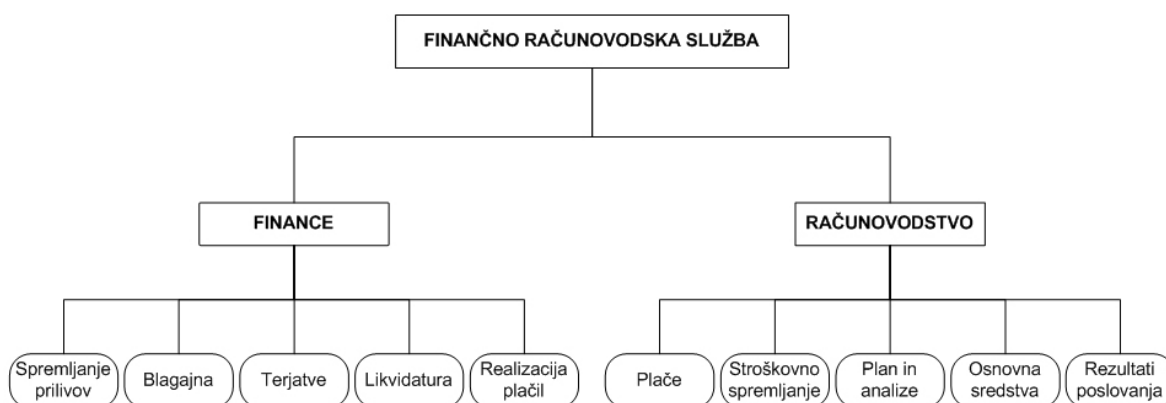 FINANČNO RAČUNOVODSKA SLUŽBA
FINANCE
RAČUNOVODSTVO
Spremljanje
prilivov
Blagajna
Terjatve
Likvidatura
Realizacija
plačil
Plače
Stroškovno
spremljanje
Plan in
analize
Osnovna
sredstva
Rezultati
poslovanja